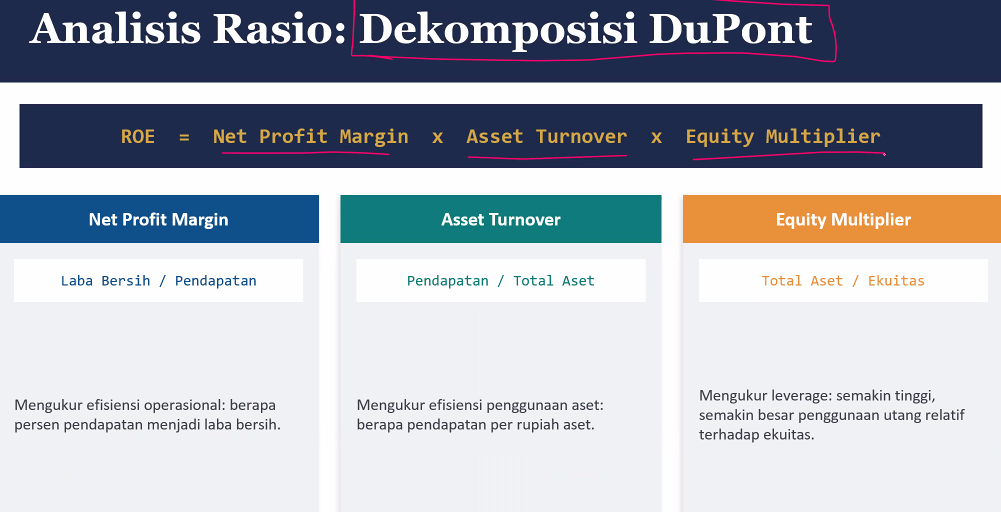 Analisis Rasio: Dekomposisi DuPont
ROE = Net Profit Margin x Asset Turnover x Equity Multiplier
Net Profit Margin
Laba Bersih / Pendapatan
Mengukur efisiensi operasional: berapa
persen pendapatan menjadi laba bersih.
Asset Turnover
Pendapatan / Total Aset
Mengukur efisiensi penggunaan aset:
berapa pendapatan per rupiah aset.
Equity Multiplier
Total Aset / Ekuitas
Mengukur leverage: semakin tinggi,
semakin besar penggunaan utang relatif
terhadap ekuitas.